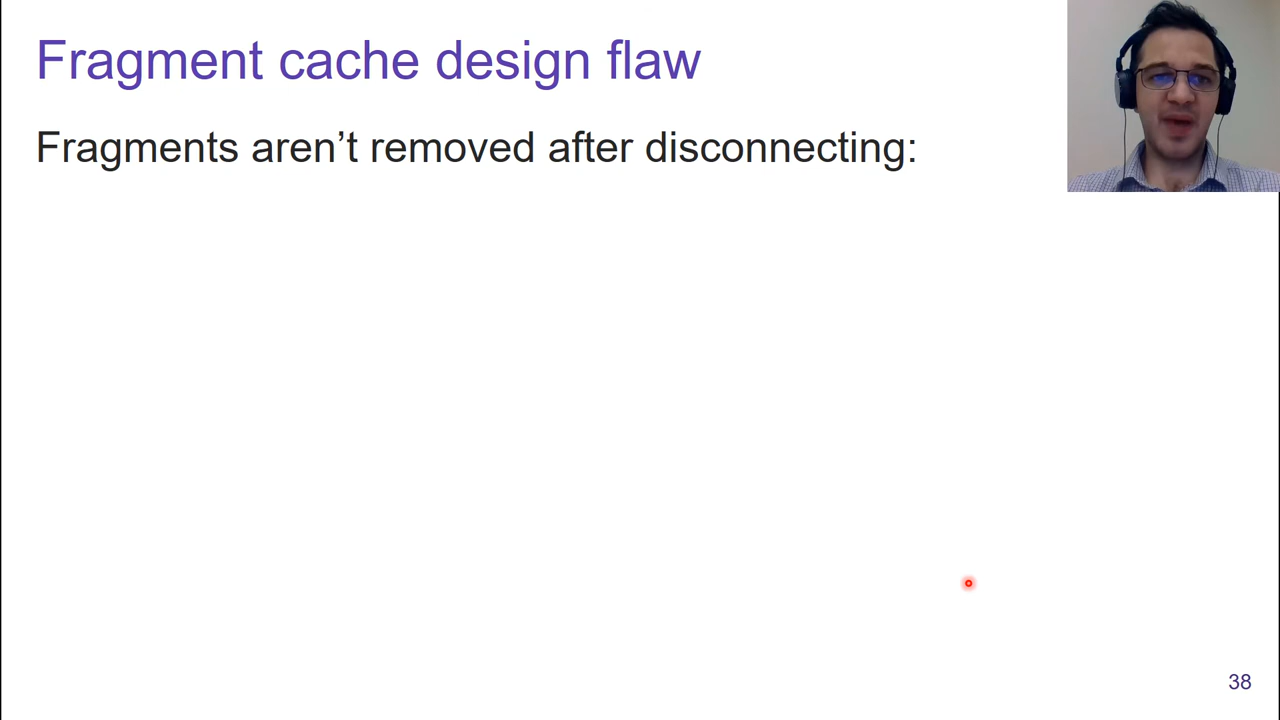 Fragment cache design flaw
Fragments aren’t removed after disconnecting:
38